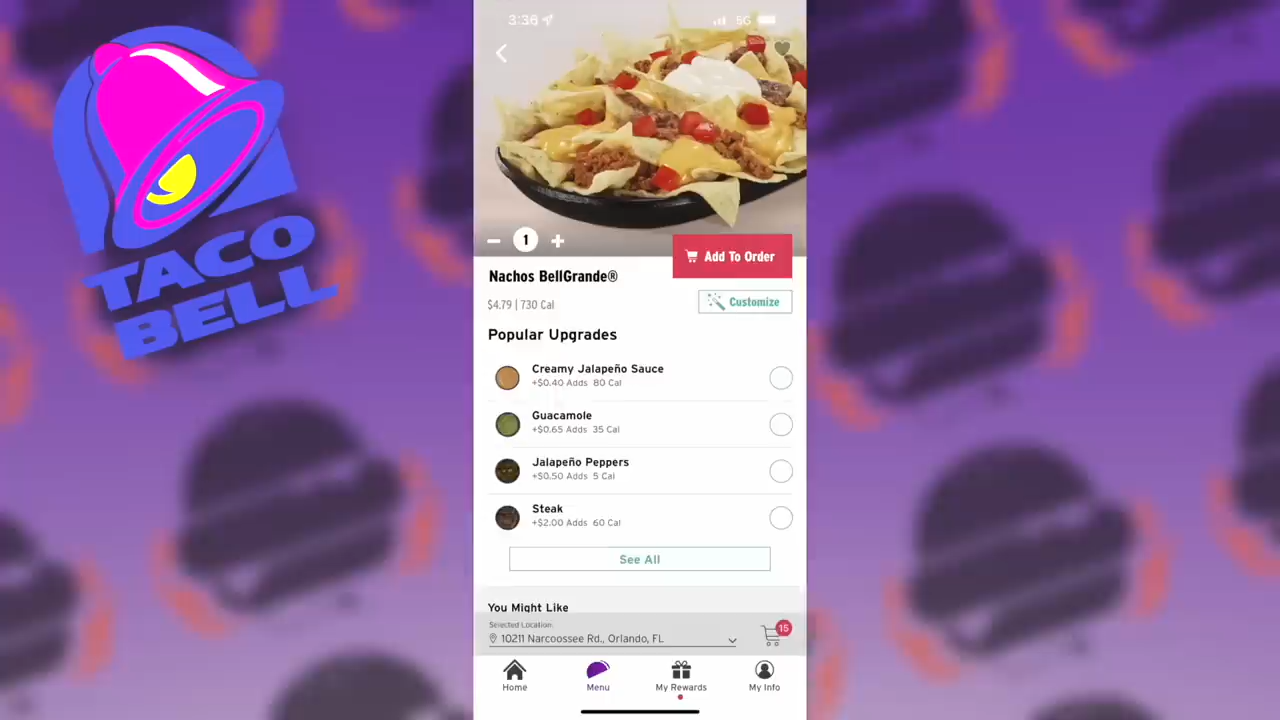 TACO
BELL
3:36
5G
1
Add To Order
Nachos BellGrande®
$4.79 | 730 Cal
Customize
Popular Upgrades
Creamy Jalapeño Sauce
+$0.40 Adds 80 Cal
Guacamole
+$0.65 Adds 35 Cal
Jalapeño Peppers
+$0.50 Adds 5 Cal
Steak
+$2.00 Adds 60 Cal
See All
You Might Like
Selected Location:
10211 Narcoossee Rd., Orlando, FL
15
Home
Menu
My Rewards
My Info